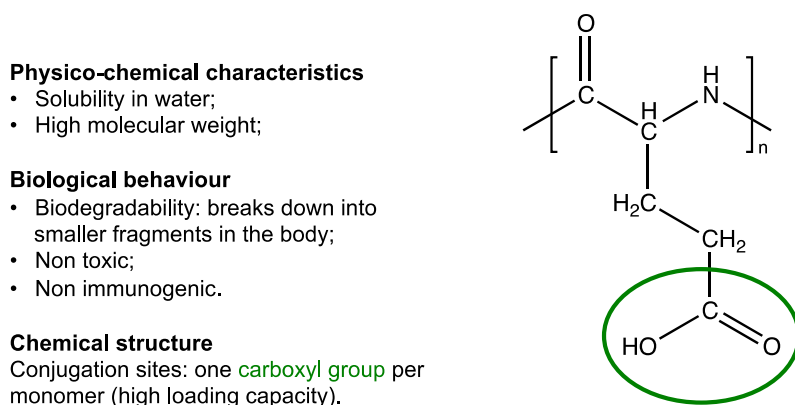 Physico-chemical characteristics
• Solubility in water;
• High molecular weight;
Biological behaviour
• Biodegradability: breaks down into
smaller fragments in the body;
• Non toxic;
• Non immunogenic.
Chemical structure
Conjugation sites: one carboxyl group per
monomer (high loading capacity).
O
H
C
H
N
C
n
H₂C
CH₂
C
HO
O